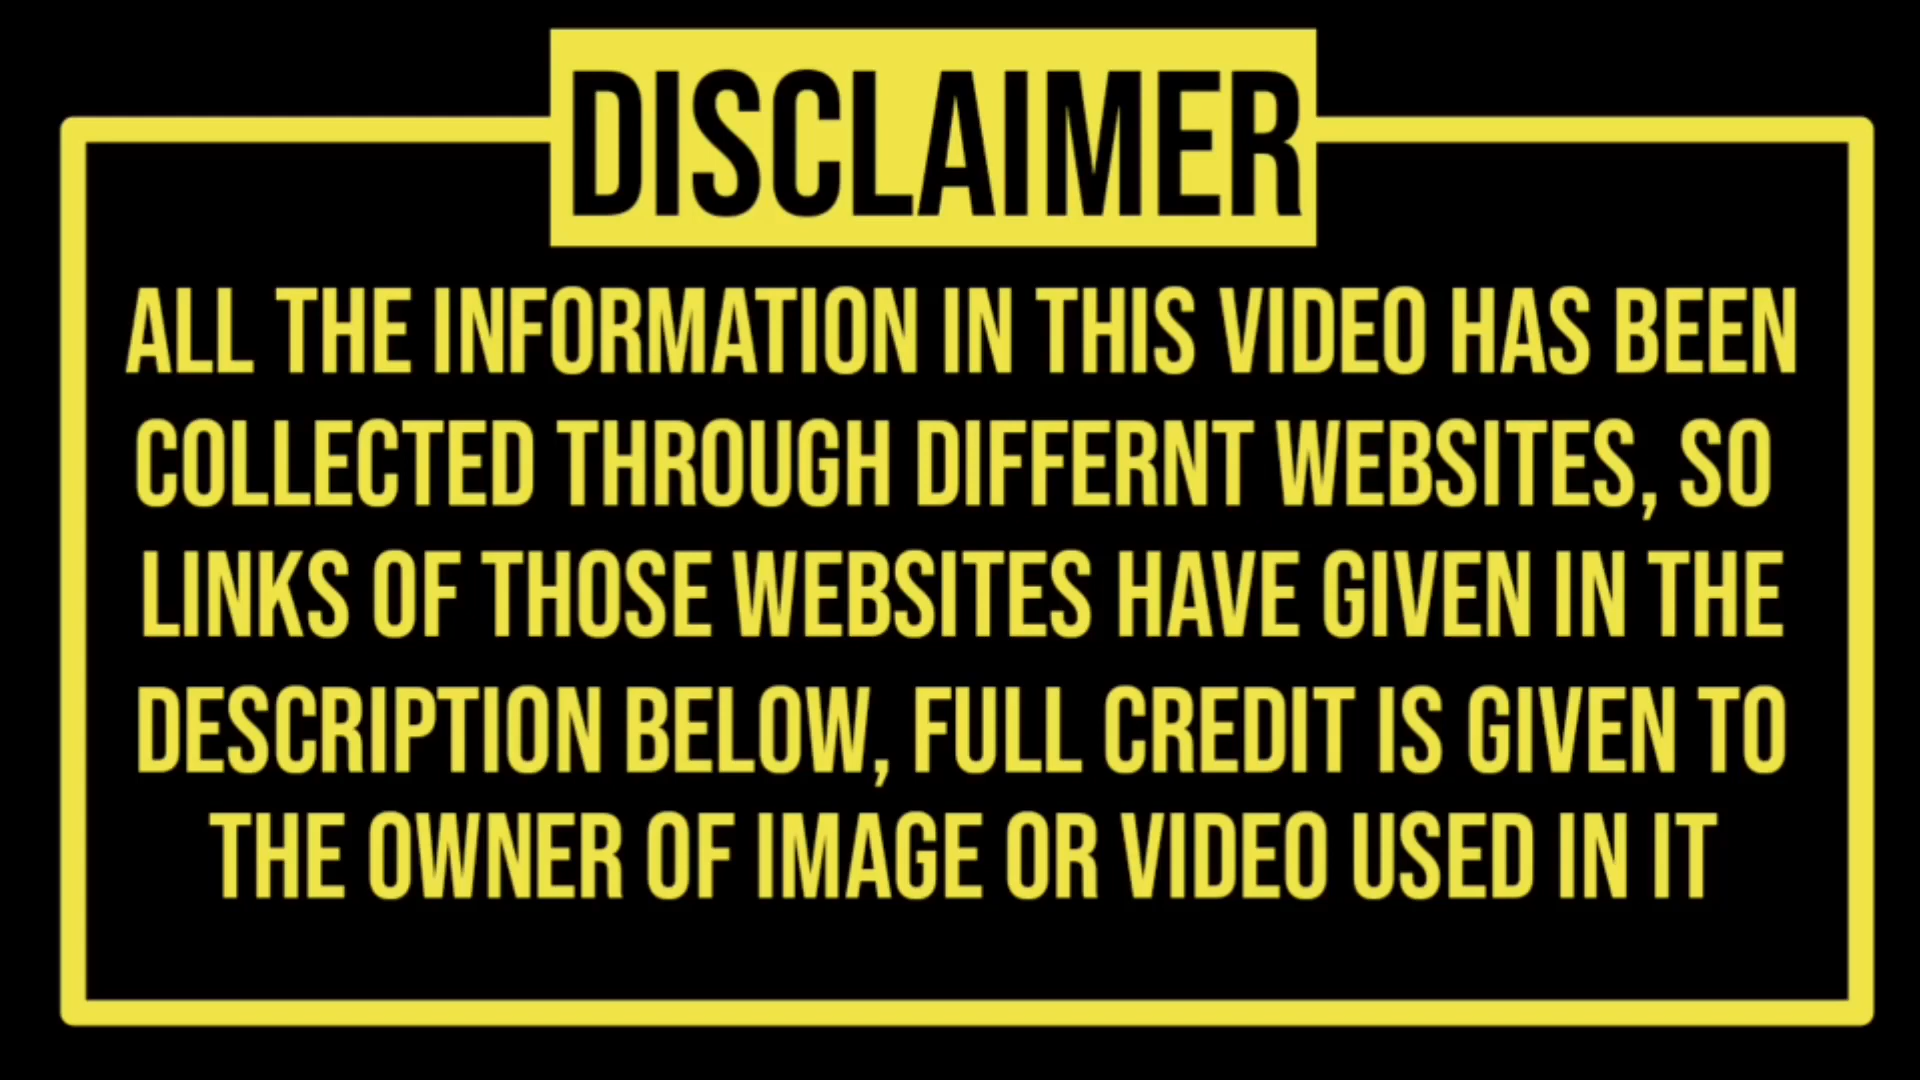 DISCLAIMER
ALL THE INFORMATION IN THIS VIDEO HAS BEEN
COLLECTED THROUGH DIFFERNT WEBSITES, SO
LINKS OF THOSE WEBSITES HAVE GIVEN IN THE
DESCRIPTION BELOW, FULL CREDIT IS GIVEN TO
THE OWNER OF IMAGE OR VIDEO USED IN IT